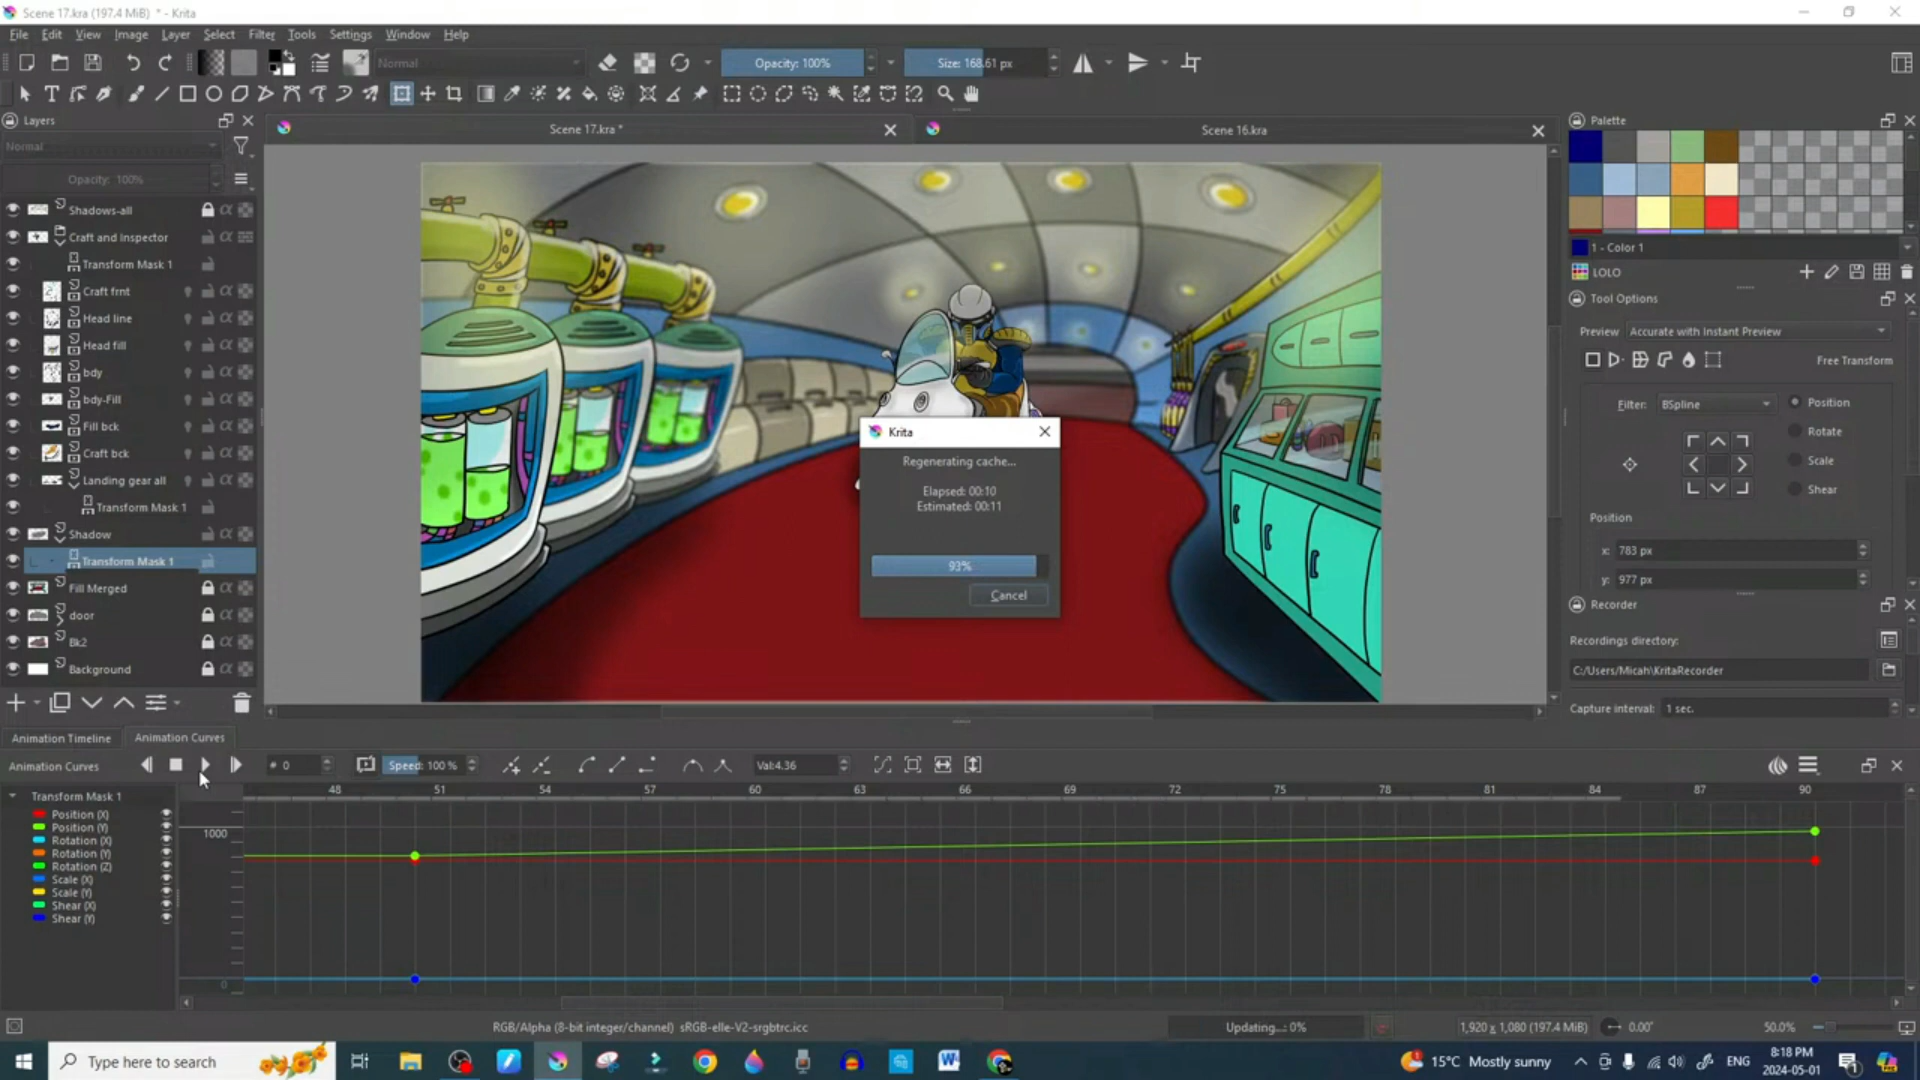 Scene 17.kra (197.4 MiB) * - Krita
File Edit View Image Layer Select Filter Tools Settings Window Help
Normal
Opacity: 100%
Size: 168.61 px
Layers
Scene 17.kra *
Scene 16.kra
Palette
Normal
Opacity: 100%
Shadows-all
Craft and Inspector
Transform Mask 1
Craft frnt
Head line
Head fill
bdy
bdy-Fill
Fill bck
Craft bck
Landing gear all
Transform Mask 1
Shadow
Transform Mask 1
Fill Merged
door
Bk2
Background
Krita
Regenerating cache...
Elapsed: 00:10
Estimated: 00:11
93%
Cancel
1 - Color 1
LOLO
Tool Options
Preview Accurate with Instant Preview
Free Transform
Filter: BSpline
Position
Rotate
Scale
Shear
Position
x: 783 px
y: 977 px
Recorder
Recordings directory:
C:/Users/Micah\KritaRecorder
Capture interval: 1 sec.
Animation Timeline
Animation Curves
Animation Curves
# 0
Speed: 100 %
Val:4.36
48 51 54 57 60 63 66 69 72 75 78 81 84 87 90
Transform Mask 1
Position (X)
Position (Y)
Rotation (X)
Rotation (Y)
Rotation (Z)
Scale (X)
Scale (Y)
Shear (X)
Shear (Y)
1000
0
RGB/Alpha (8-bit integer/channel) sRGB-elle-V2-srgbtrc.icc
Updating...: 0%
1,920 x 1,080 (197.4 MiB)
0.00°
50.0%
Type here to search
15°C Mostly sunny
ENG
8:18 PM
2024-05-01